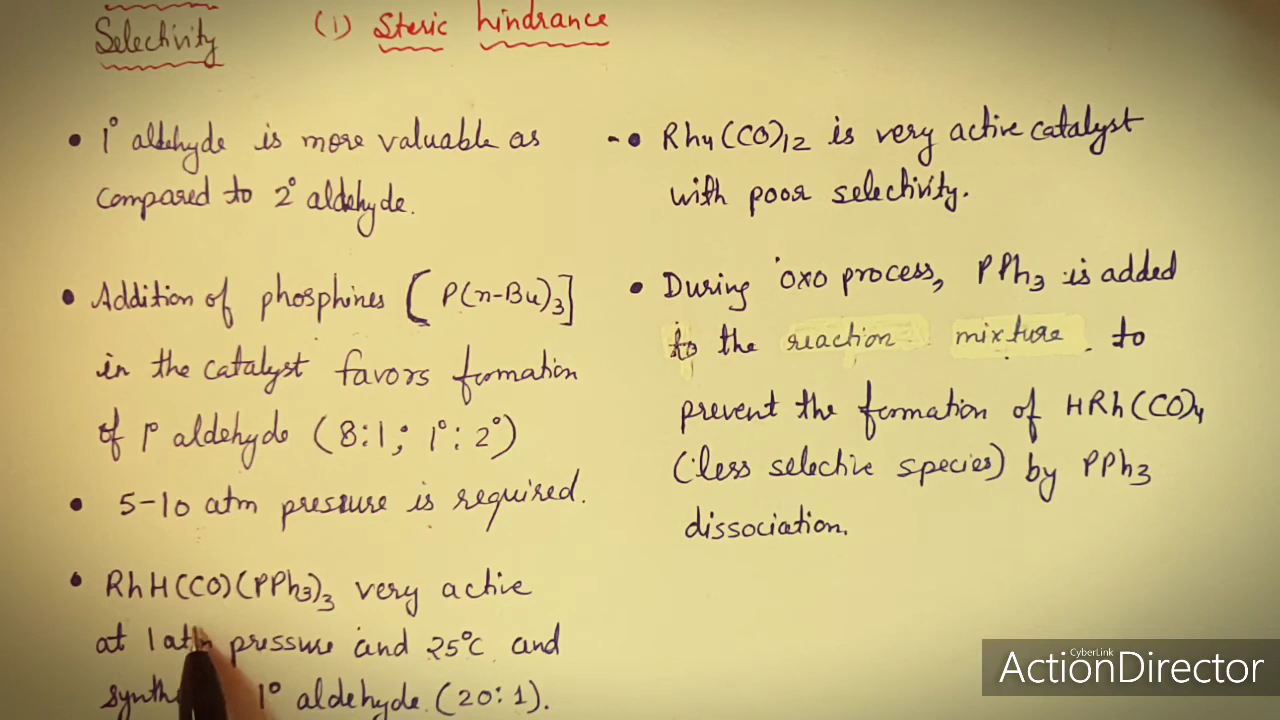 Selectivity (1) Steric hindrance
• 1° aldehyde is more valuable as
compared to 2° aldehyde.
• Addition of phosphines [P(n-Bu)3]
in the catalyst favors formation
of 1° aldehyde (8:1; 1°:2°)
• 5-10 atm pressure is required.
• RhH(CO)(PPh3)3 very active
at 1 atm pressure and 25°C and
1° aldehyde (20:1).
-• Rh4(CO)12 is very active catalyst
with poor selectivity.
• During oxo process, PPh3 is added
to the reaction mixture to
prevent the formation of HRh(CO)4
(less selective species) by PPh3
dissociation.
CyberLink
ActionDirector